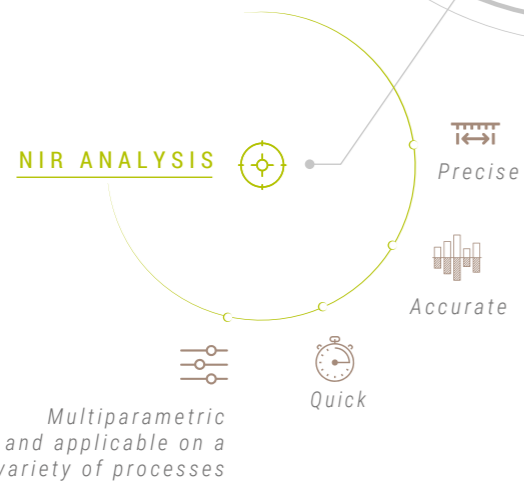 NIR ANALYSIS
Precise
Accurate
Quick
Multiparametric
and applicable on a
variety of processes